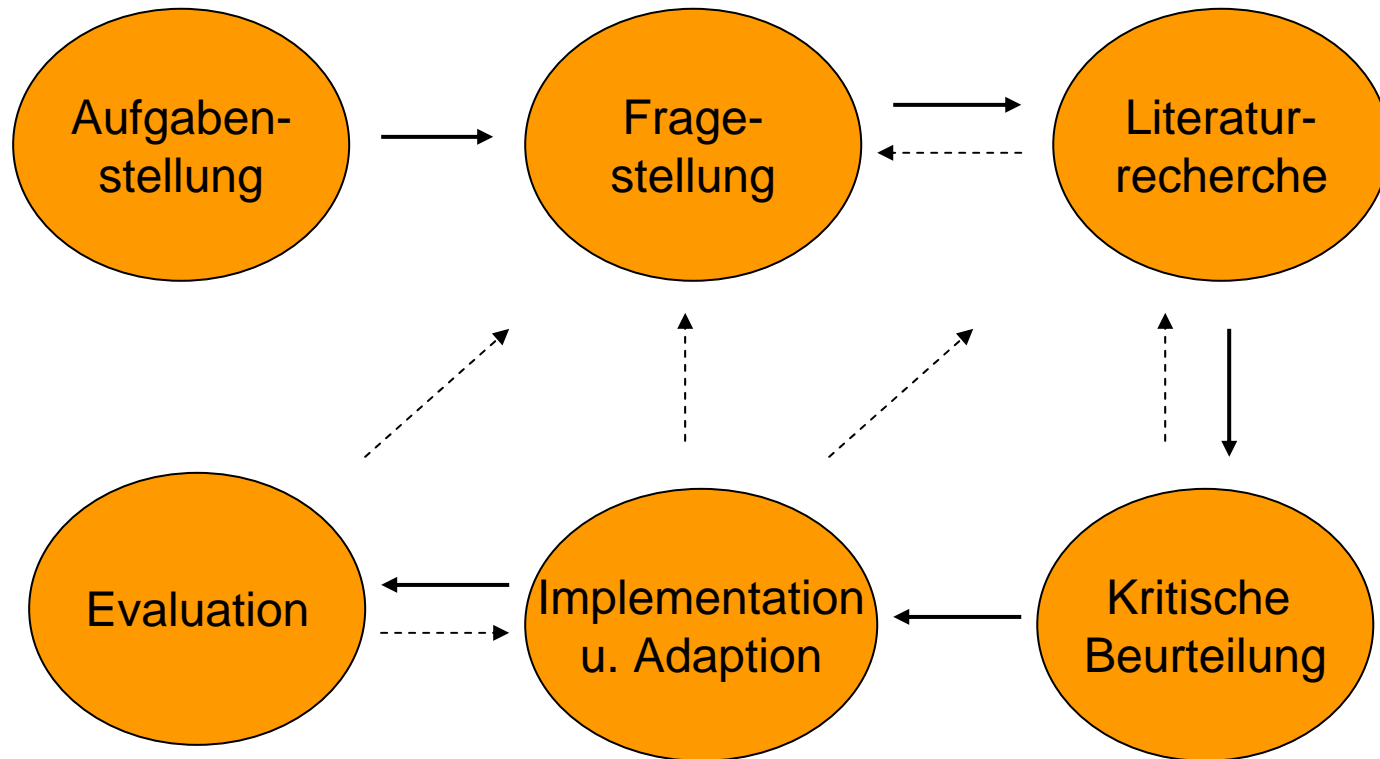 Aufgaben-
stellung
Frage-
stellung
Literatur-
recherche
Evaluation
Implementation
u. Adaption
Kritische
Beurteilung